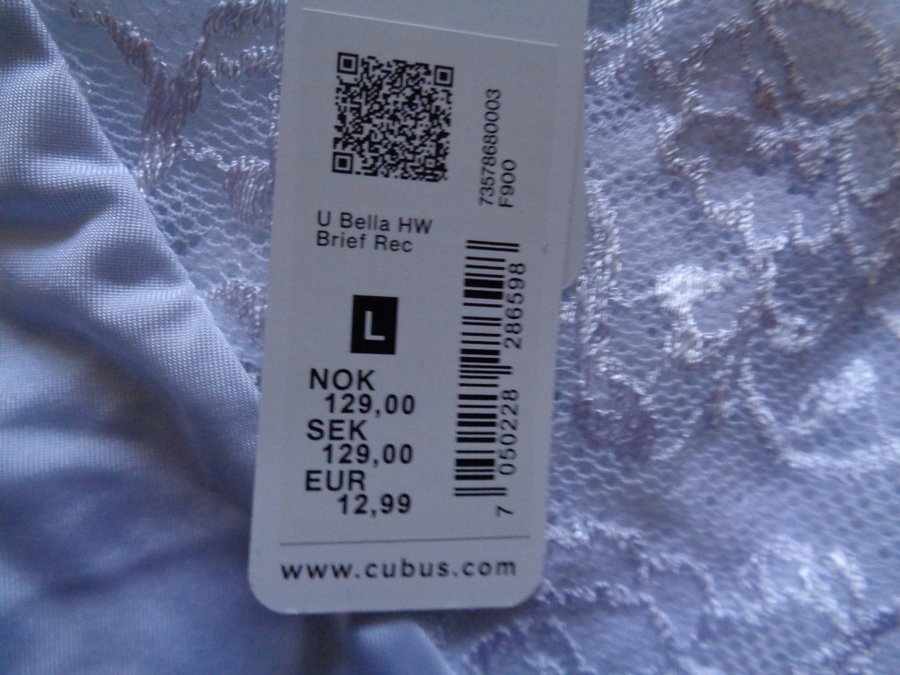 73578680003
F900
U Bella HW
Brief Rec
L
NOK
129,00
SEK
129,00
EUR
12,99
7 050228 286598
www.cubus.com